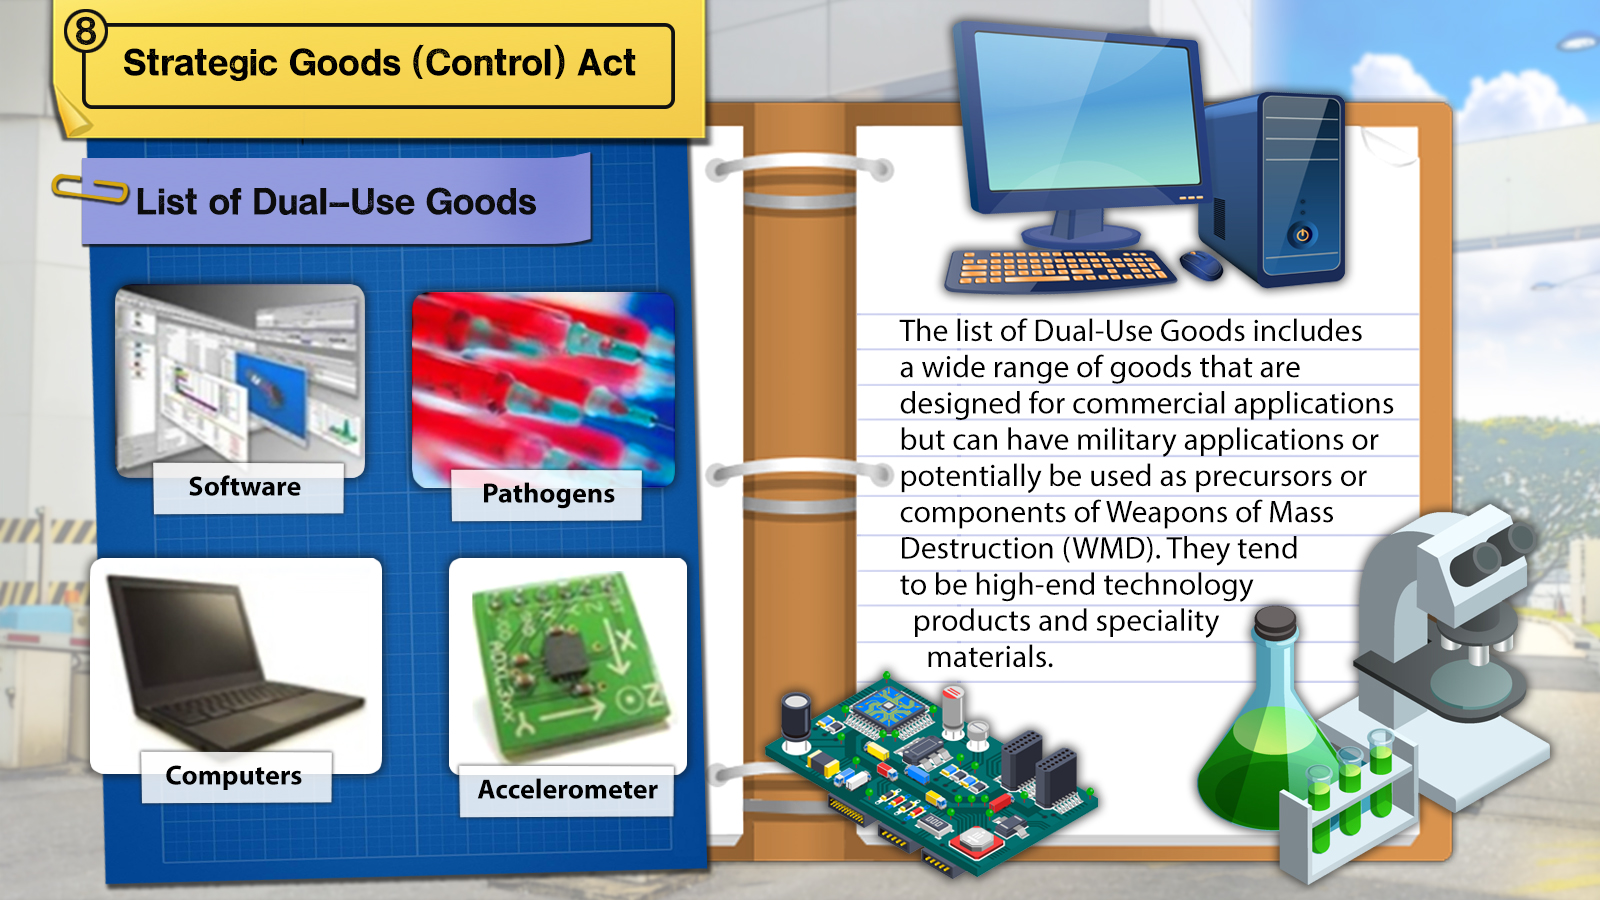 8
Strategic Goods (Control) Act
List of Dual-Use Goods
Software
Pathogens
Computers
Accelerometer
The list of Dual-Use Goods includes
a wide range of goods that are
designed for commercial applications
but can have military applications or
potentially be used as precursors or
components of Weapons of Mass
Destruction (WMD). They tend
to be high-end technology
products and speciality
materials.